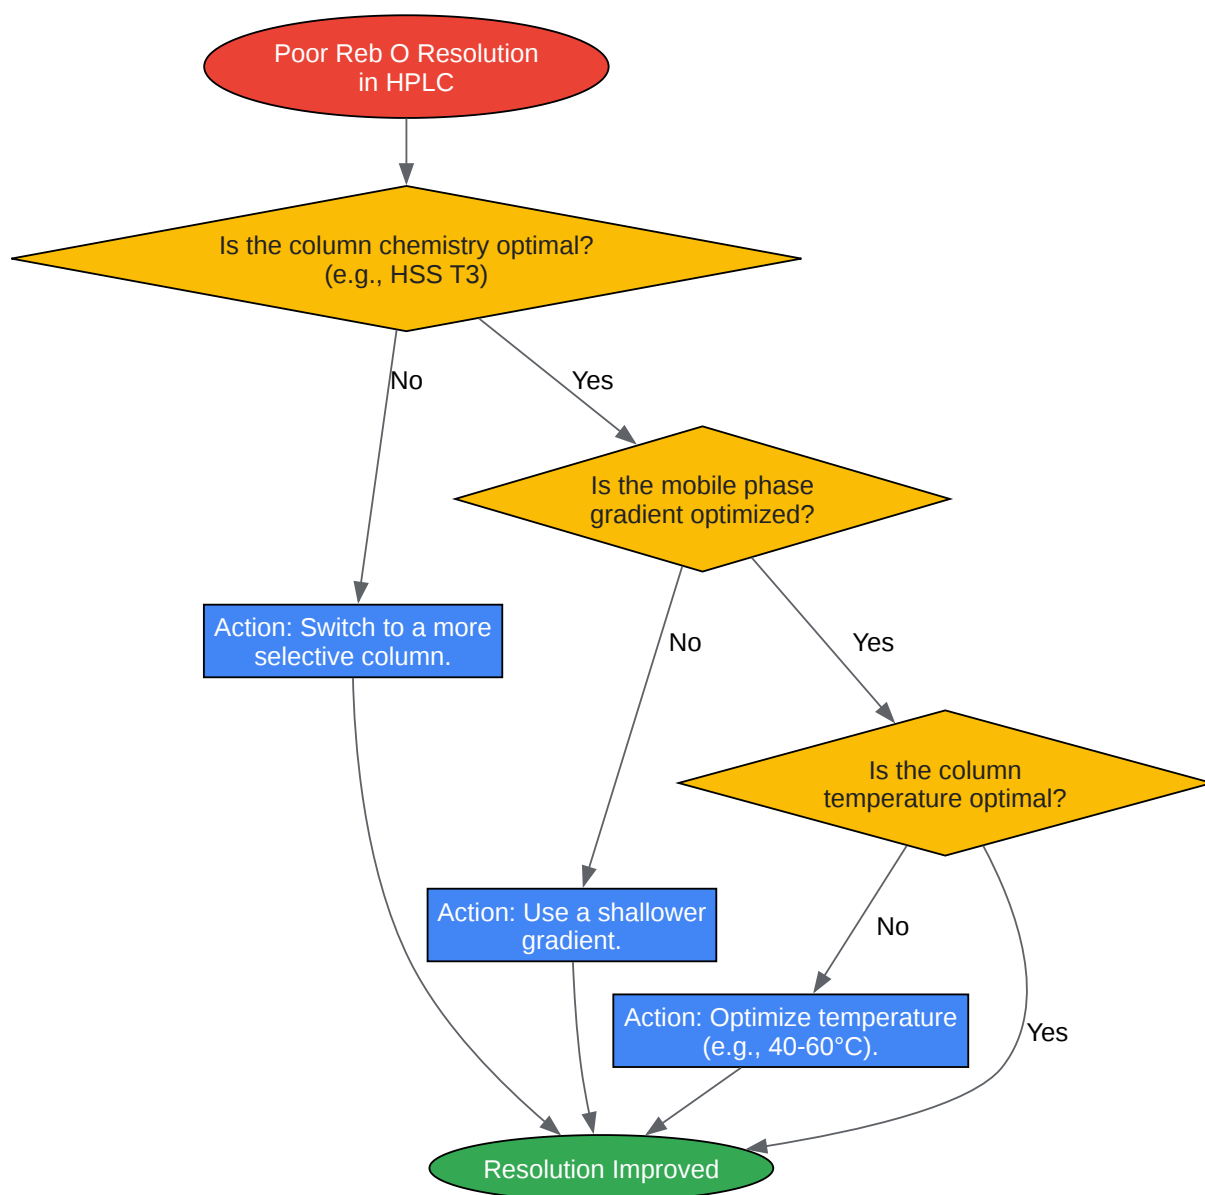 Poor Reb O Resolution
in HPLC
Is the column chemistry optimal?
(e.g., HSS T3)
No
Yes
Is the mobile phase
gradient optimized?
Action: Switch to a more
selective column.
No
Yes
Is the column
temperature optimal?
Action: Use a shallower
gradient.
No
Action: Optimize temperature
(e.g., 40-60°C).
Yes
Resolution Improved